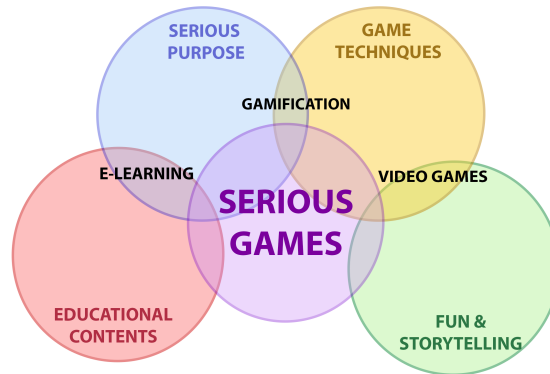 SERIOUS
PURPOSE
GAME
TECHNIQUES
GAMIFICATION
E-LEARNING
VIDEO GAMES
SERIOUS
GAMES
EDUCATIONAL
CONTENTS
FUN &
STORYTELLING